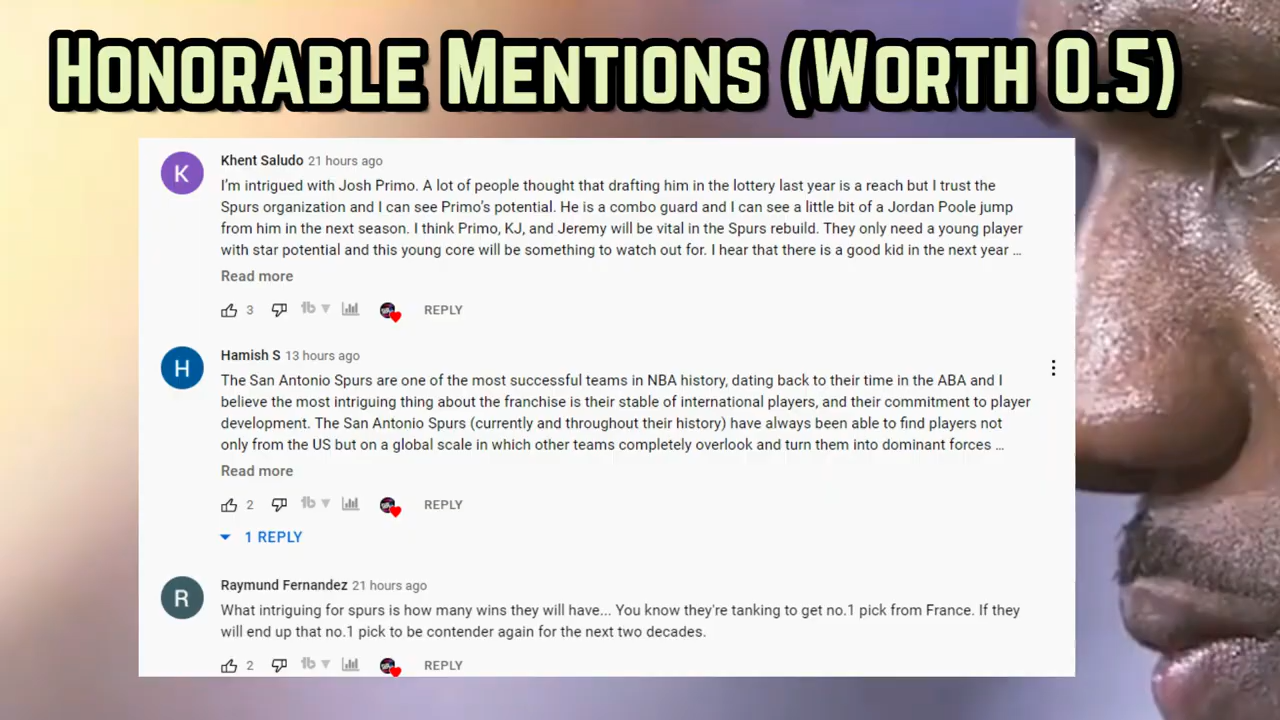 HONORABLE MENTIONS (WORTH 0.5)
K
Khent Saludo 21 hours ago
I’m intrigued with Josh Primo. A lot of people thought that drafting him in the lottery last year is a reach but I trust the
Spurs organization and I can see Primo’s potential. He is a combo guard and I can see a little bit of a Jordan Poole jump
from him in the next season. I think Primo, KJ, and Jeremy will be vital in the Spurs rebuild. They only need a young player
with star potential and this young core will be something to watch out for. I hear that there is a good kid in the next year ...
Read more
3 tb REPLY
H
Hamish S 13 hours ago
The San Antonio Spurs are one of the most successful teams in NBA history, dating back to their time in the ABA and I
believe the most intriguing thing about the franchise is their stable of international players, and their commitment to player
development. The San Antonio Spurs (currently and throughout their history) have always been able to find players not
only from the US but on a global scale in which other teams completely overlook and turn them into dominant forces ...
Read more
2 tb REPLY
1 REPLY
R
Raymund Fernandez 21 hours ago
What intriguing for spurs is how many wins they will have... You know they're tanking to get no.1 pick from France. If they
will end up that no.1 pick to be contender again for the next two decades.
2 tb REPLY